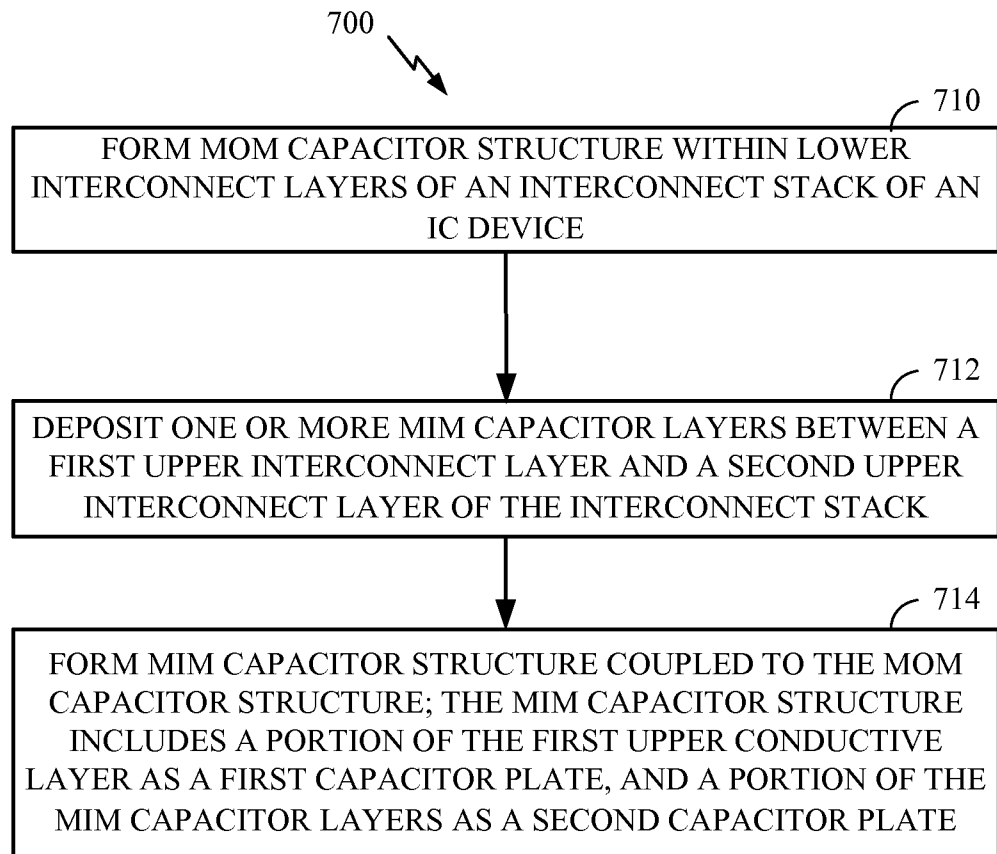 700
710
FORM MOM CAPACITOR STRUCTURE WITHIN LOWER
INTERCONNECT LAYERS OF AN INTERCONNECT STACK OF AN
IC DEVICE
712
DEPOSIT ONE OR MORE MIM CAPACITOR LAYERS BETWEEN A
FIRST UPPER INTERCONNECT LAYER AND A SECOND UPPER
INTERCONNECT LAYER OF THE INTERCONNECT STACK
714
FORM MIM CAPACITOR STRUCTURE COUPLED TO THE MOM
CAPACITOR STRUCTURE; THE MIM CAPACITOR STRUCTURE
INCLUDES A PORTION OF THE FIRST UPPER CONDUCTIVE
LAYER AS A FIRST CAPACITOR PLATE, AND A PORTION OF THE
MIM CAPACITOR LAYERS AS A SECOND CAPACITOR PLATE